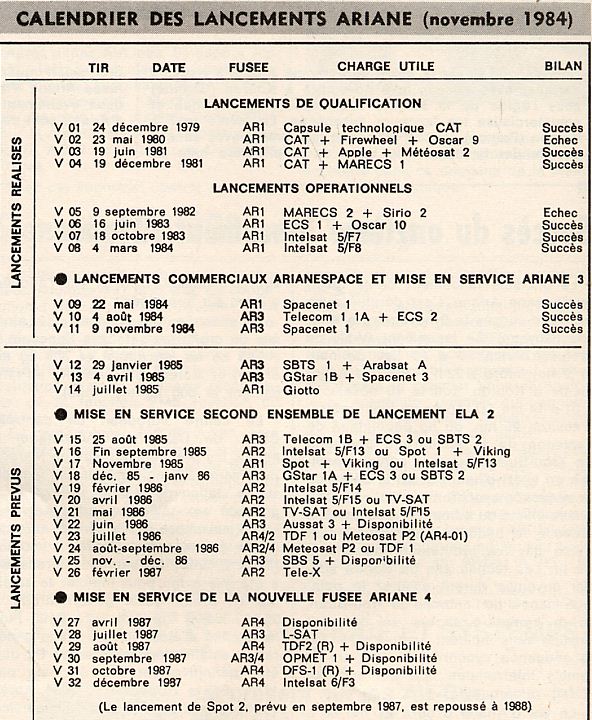 CALENDRIER DES LANCEMENTS ARIANE (novembre 1984)
TIR DATE FUSEE CHARGE UTILE BILAN
LANCEMENTS REALISES
LANCEMENTS DE QUALIFICATION
V 01 24 décembre 1979 AR1 Capsule technologique CAT Succès
V 02 23 mai 1980 AR1 CAT + Firewheel + Oscar 9 Echec
V 03 19 juin 1981 AR1 CAT + Apple + Météosat 2 Succès
V 04 19 décembre 1981 AR1 CAT + MARECS 1 Succès
LANCEMENTS OPERATIONNELS
V 05 9 septembre 1982 AR1 MARECS 2 + Sirio 2 Echec
V 06 16 juin 1983 AR1 ECS 1 + Oscar 10 Succès
V 07 18 octobre 1983 AR1 Intelsat 5/F7 Succès
V 08 4 mars 1984 AR1 Intelsat 5/F8 Succès
● LANCEMENTS COMMERCIAUX ARIANESPACE ET MISE EN SERVICE ARIANE 3
V 09 22 mai 1984 AR1 Spacenet 1 Succès
V 10 4 août 1984 AR3 Telecom 1 1A + ECS 2 Succès
V 11 9 novembre 1984 AR3 Spacenet 1 Succès
LANCEMENTS PREVUS
V 12 29 janvier 1985 AR3 SBTS 1 + Arabsat A
V 13 4 avril 1985 AR3 GStar 1B + Spacenet 3
V 14 juillet 1985 AR1 Giotto
● MISE EN SERVICE SECOND ENSEMBLE DE LANCEMENT ELA 2
V 15 25 août 1985 AR3 Telecom 1B + ECS 3 ou SBTS 2
V 16 Fin septembre 1985 AR2 Intelsat 5/F13 ou Spot 1 + Viking
V 17 Novembre 1985 AR1 Spot + Viking ou Intelsat 5/F13
V 18 déc. 85 - janv 86 AR3 GStar 1A + ECS 3 ou SBTS 2
V 19 février 1986 AR2 Intelsat 5/F14
V 20 avril 1986 AR2 Intelsat 5/F15 ou TV-SAT
V 21 mai 1986 AR2 TV-SAT ou Intelsat 5/F15
V 22 juin 1986 AR3 Aussat 3 + Disponibilité
V 23 juillet 1986 AR4/2 TDF 1 ou Meteosat P2 (AR4-01)
V 24 août-septembre 1986 AR2/4 Meteosat P2 ou TDF 1
V 25 nov. - déc. 86 AR3 SBS 5 + Disponibilité
V 26 février 1987 AR2 Tele-X
● MISE EN SERVICE DE LA NOUVELLE FUSEE ARIANE 4
V 27 avril 1987 AR4 Disponibilité
V 28 juillet 1987 AR3 L-SAT
V 29 août 1987 AR4 TDF2 (R) + Disponibilité
V 30 septembre 1987 AR3/4 OPMET 1 + Disponibilité
V 31 octobre 1987 AR4 DFS-1 (R) + Disponibilité
V 32 décembre 1987 AR4 Intelsat 6/F3
(Le lancement de Spot 2, prévu en septembre 1987, est repoussé à 1988)